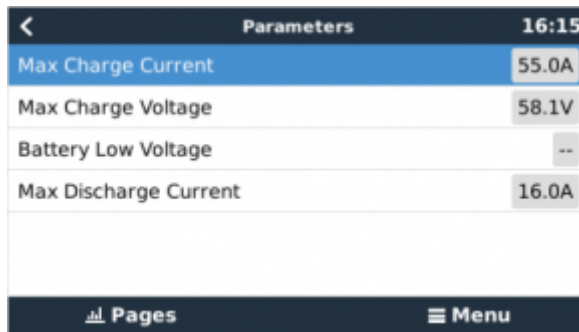 Parameters 16:15
Max Charge Current 55.0A
Max Charge Voltage 58.1V
Battery Low Voltage --
Max Discharge Current 16.0A
Pages Menu